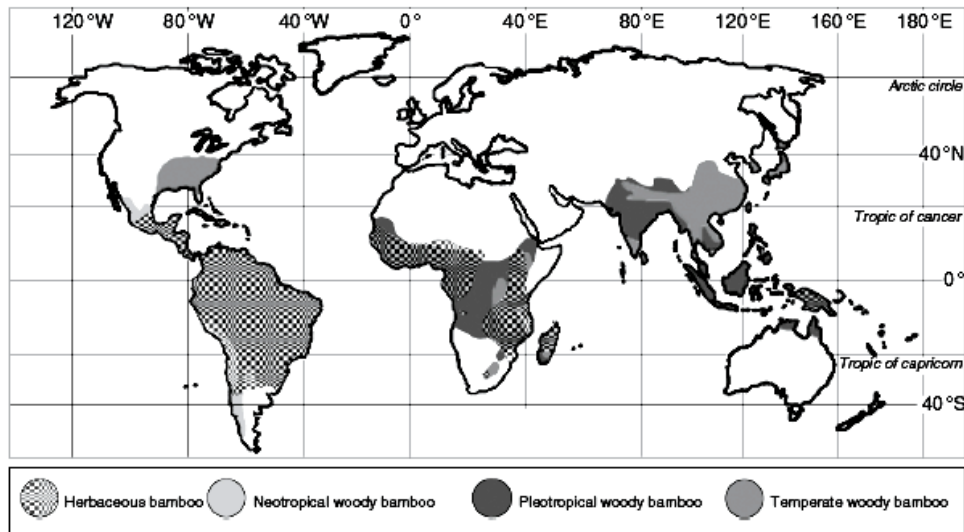 120°W 80°W 40°W 0° 40°E 80°E 120°E 160°E 180°E
Arctic circle
40°N
Tropic of cancer
0°
Tropic of capricorn
40°S
Herbaceous bamboo Neotropical woody bamboo Pleotropical woody bamboo Temperate woody bamboo